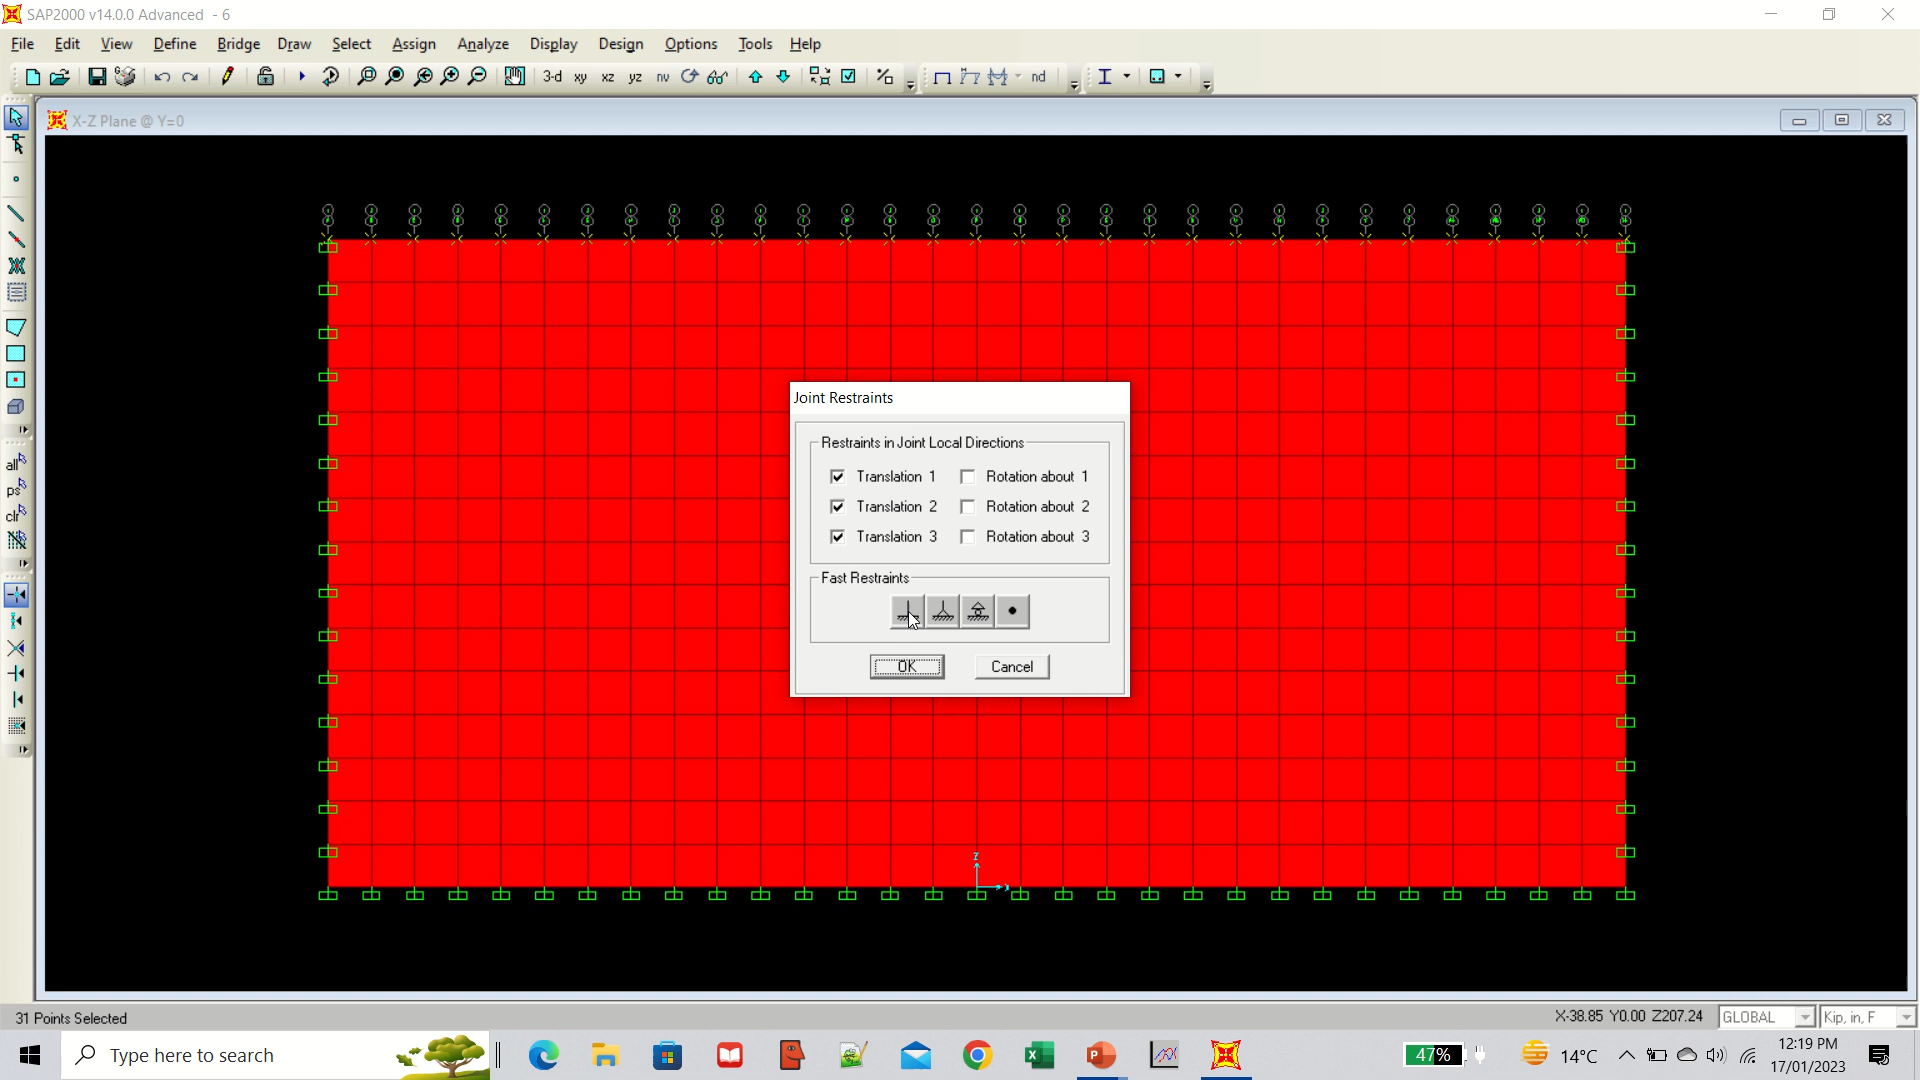 SAP2000 v14.0.0 Advanced - 6
File Edit View Define Bridge Draw Select Assign Analyze Display Design Options Tools Help
3-d xy xz yz nv nd
X-Z Plane @ Y=0
all
ps
clr
Joint Restraints
Restraints in Joint Local Directions
Translation 1 Rotation about 1
Translation 2 Rotation about 2
Translation 3 Rotation about 3
Fast Restraints
OK Cancel
Z
31 Points Selected
X-38.85 Y0.00 Z207.24 GLOBAL Kip, in, F
Type here to search
47% 14°C
12:19 PM
17/01/2023